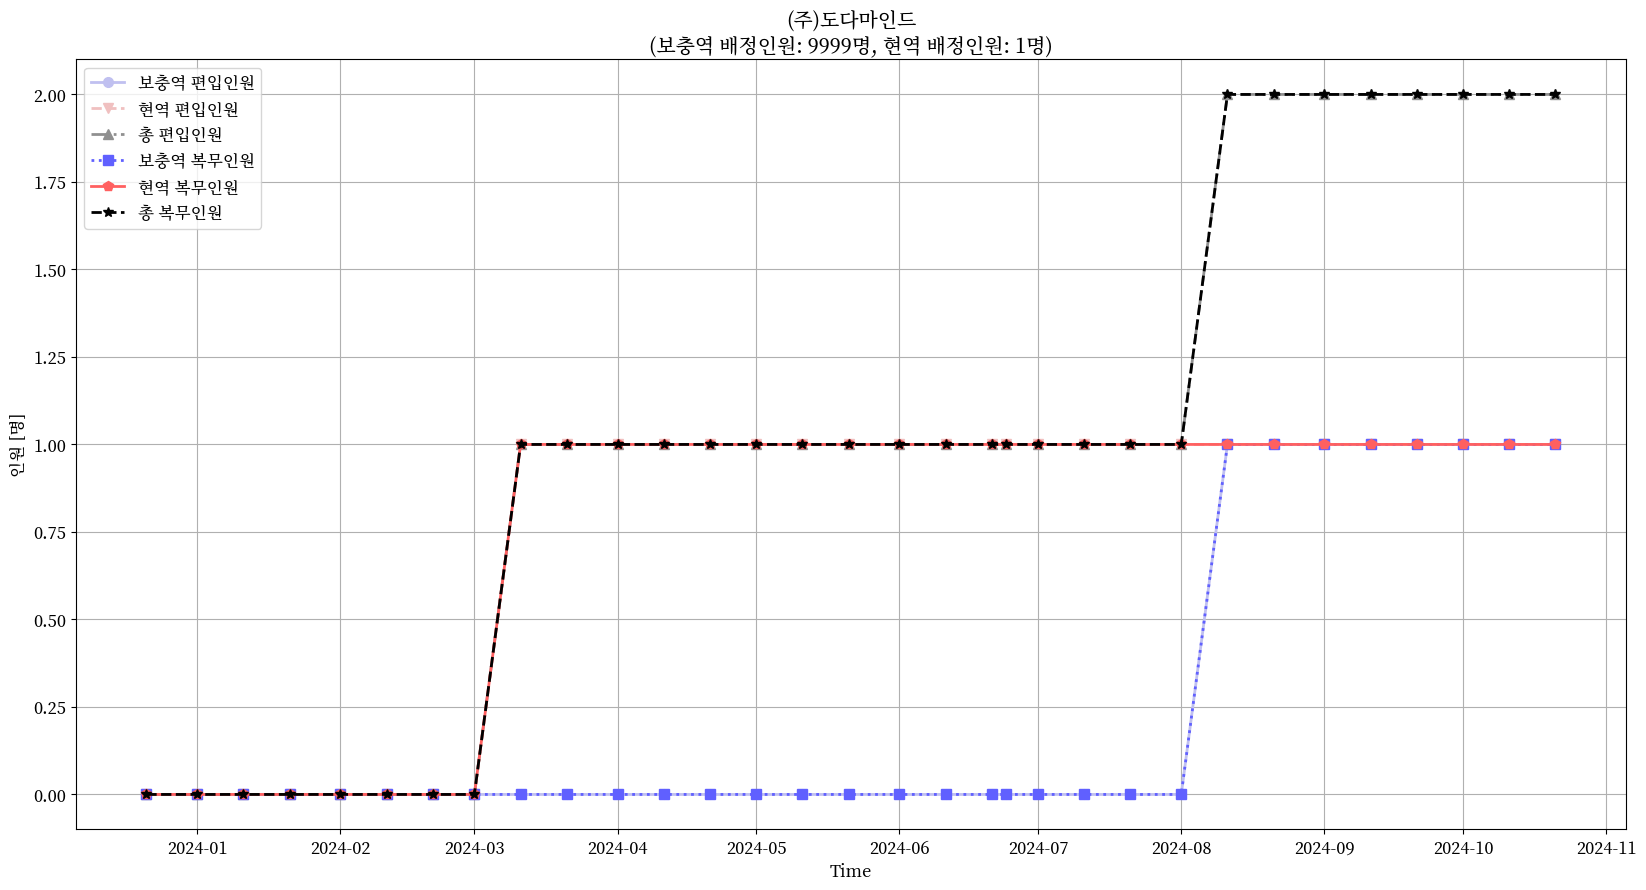 (주)도다마인드
(보충역 배정인원: 9999명, 현역 배정인원: 1명)
보충역 편입인원
현역 편입인원
총 편입인원
보충역 복무인원
현역 복무인원
총 복무인원
2.00
1.75
1.50
1.25
1.00
0.75
0.50
0.25
0.00
인원 [명]
2024-01
2024-02
2024-03
2024-04
2024-05
2024-06
2024-07
2024-08
2024-09
2024-10
2024-11
Time